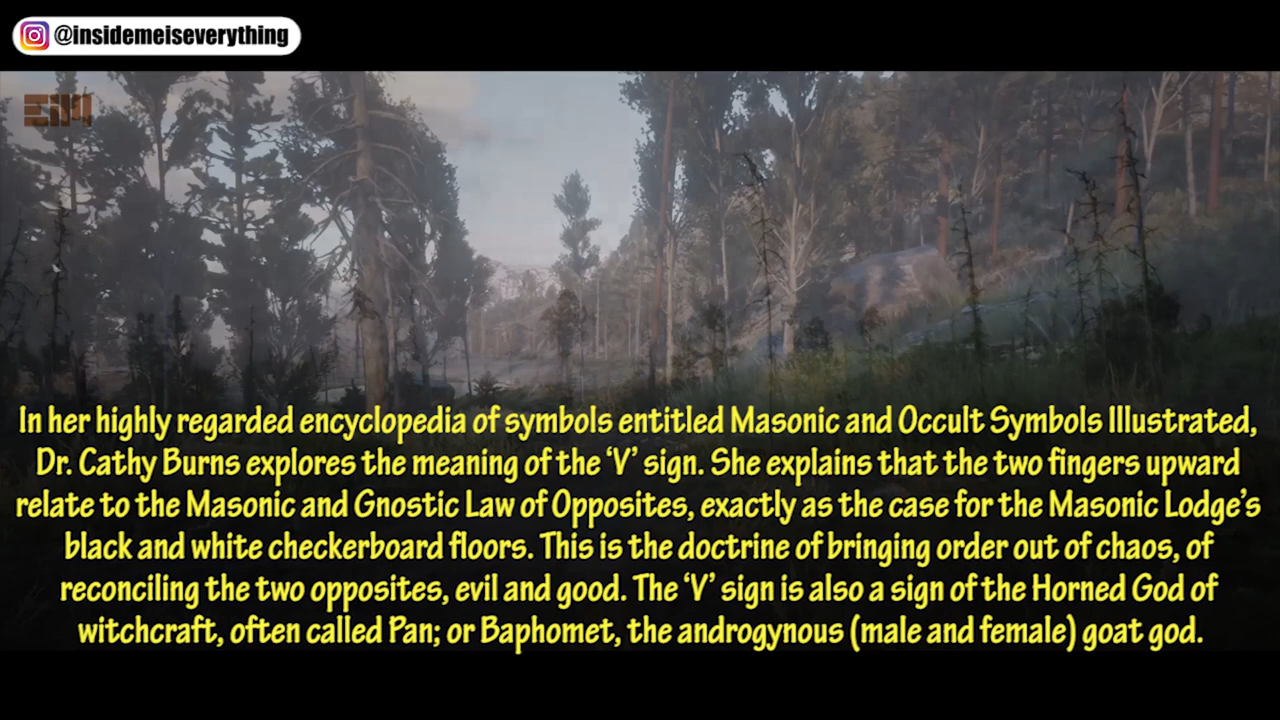 @insidemeiseverything
In her highly regarded encyclopedia of symbols entitled Masonic and Occult Symbols Illustrated,
Dr. Cathy Burns explores the meaning of the ‘V’ sign. She explains that the two fingers upward
relate to the Masonic and Gnostic Law of Opposites, exactly as the case for the Masonic Lodge’s
black and white checkerboard floors. This is the doctrine of bringing order out of chaos, of
reconciling the two opposites, evil and good. The ‘V’ sign is also a sign of the Horned God of
witchcraft, often called Pan; or Baphomet, the androgynous (male and female) goat god.